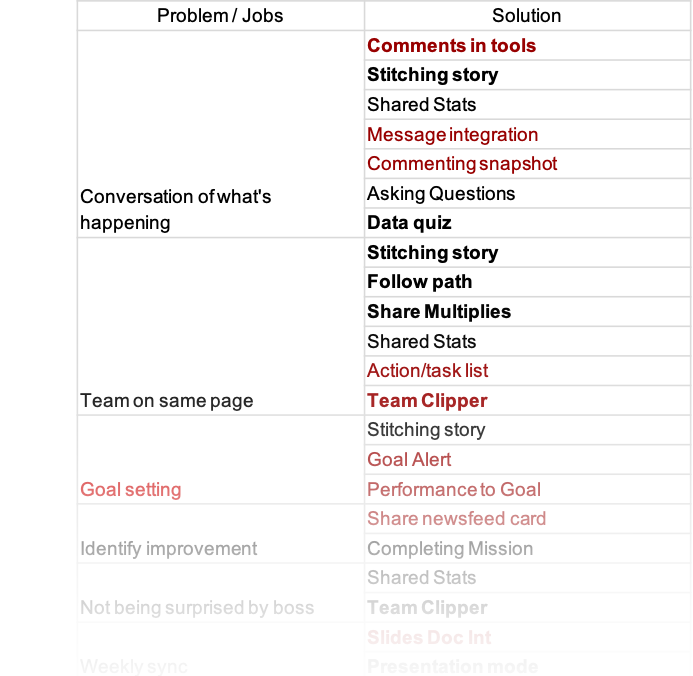 Problem / Jobs
Solution
Comments in tools
Stitching story
Shared Stats
Message integration
Commenting snapshot
Asking Questions
Conversation of what's
happening
Data quiz
Stitching story
Follow path
Share Multiplies
Shared Stats
Action/task list
Team on same page
Team Clipper
Stitching story
Goal Alert
Goal setting
Performance to Goal
Share newsfeed card
Identify improvement
Completing Mission
Shared Stats
Not being surprised by boss
Team Clipper
Slides Doc Int
Weekly sync
Presentation mode